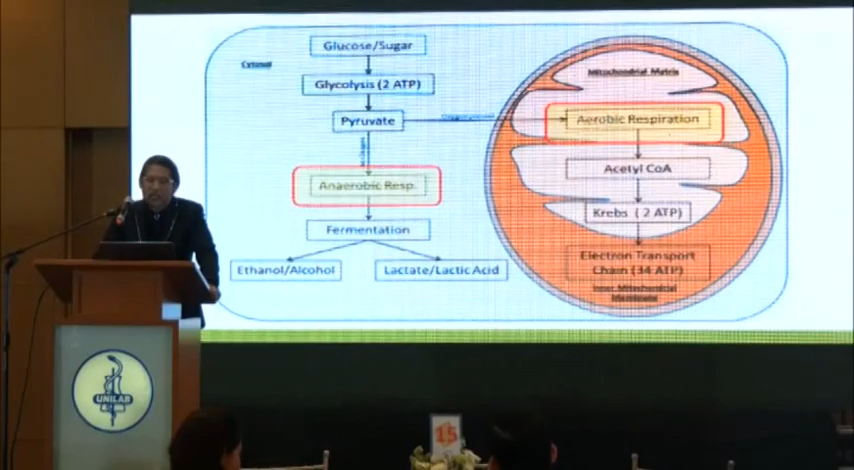 Glucose/Sugar
Cytosol
Glycolysis (2 ATP)
Pyruvate
Anaerobic Resp.
Fermentation
Ethanol/Alcohol
Lactate/Lactic Acid
Mitochondrial Matrix
Aerobic Respiration
Acetyl CoA
Krebs ( 2 ATP)
Electron Transport
Chain (34 ATP)
Inner Mitochondrial
Membrane
UNILAB
15